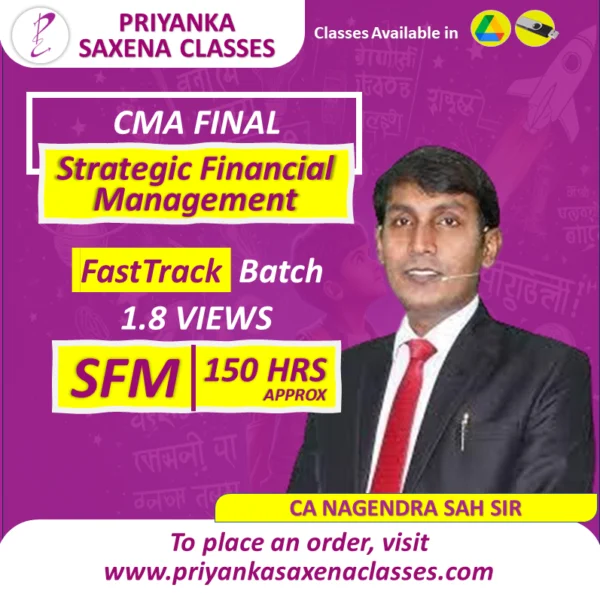 PRIYANKA
SAXENA CLASSES
Classes Available in
CMA FINAL
Strategic Financial
Management
FastTrack Batch
1.8 VIEWS
SFM 150 HRS
APPROX
CA NAGENDRA SAH SIR
To place an order, visit
www.priyankasaxenaclasses.com